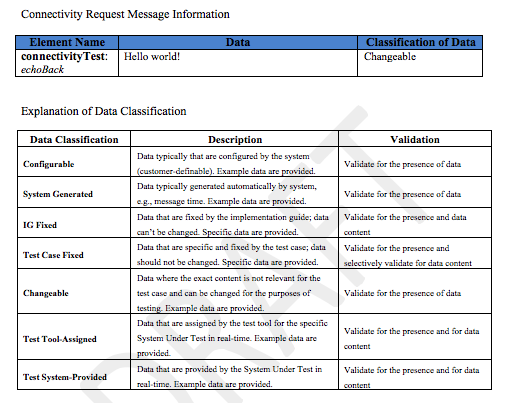 Connectivity Request Message Information
Element Name Data Classification of Data
connectivityTest: Hello world! Changeable
echoBack
Explanation of Data Classification
Data Classification Description Validation
Configurable
Data typically that are configured by the system
(customer-definable). Example data are provided.
Validate for the presence of data
System Generated
Data typically generated automatically by system,
e.g., message time. Example data are provided.
Validate for the presence of data
IG Fixed
Data that are fixed by the implementation guide; data
can't be changed. Specific data are provided.
Validate for the presence and data
content
Test Case Fixed
Data that are specific and fixed by the test case; data
should not be changed. Specific data are provided.
Validate for the presence and
selectively validate for data content
Changeable
Data where the exact content is not relevant for the
test case and can be changed for the purposes of
testing. Example data are provided.
Validate for the presence of data
Test Tool-Assigned
Data that are assigned by the test tool for the specific
System Under Test in real-time. Example data are
provided.
Validate for the presence and for data
content
Test System-Provided
Data that are provided by the System Under Test in
real-time. Example data are provided.
Validate for the presence and for data
content
DRAFT